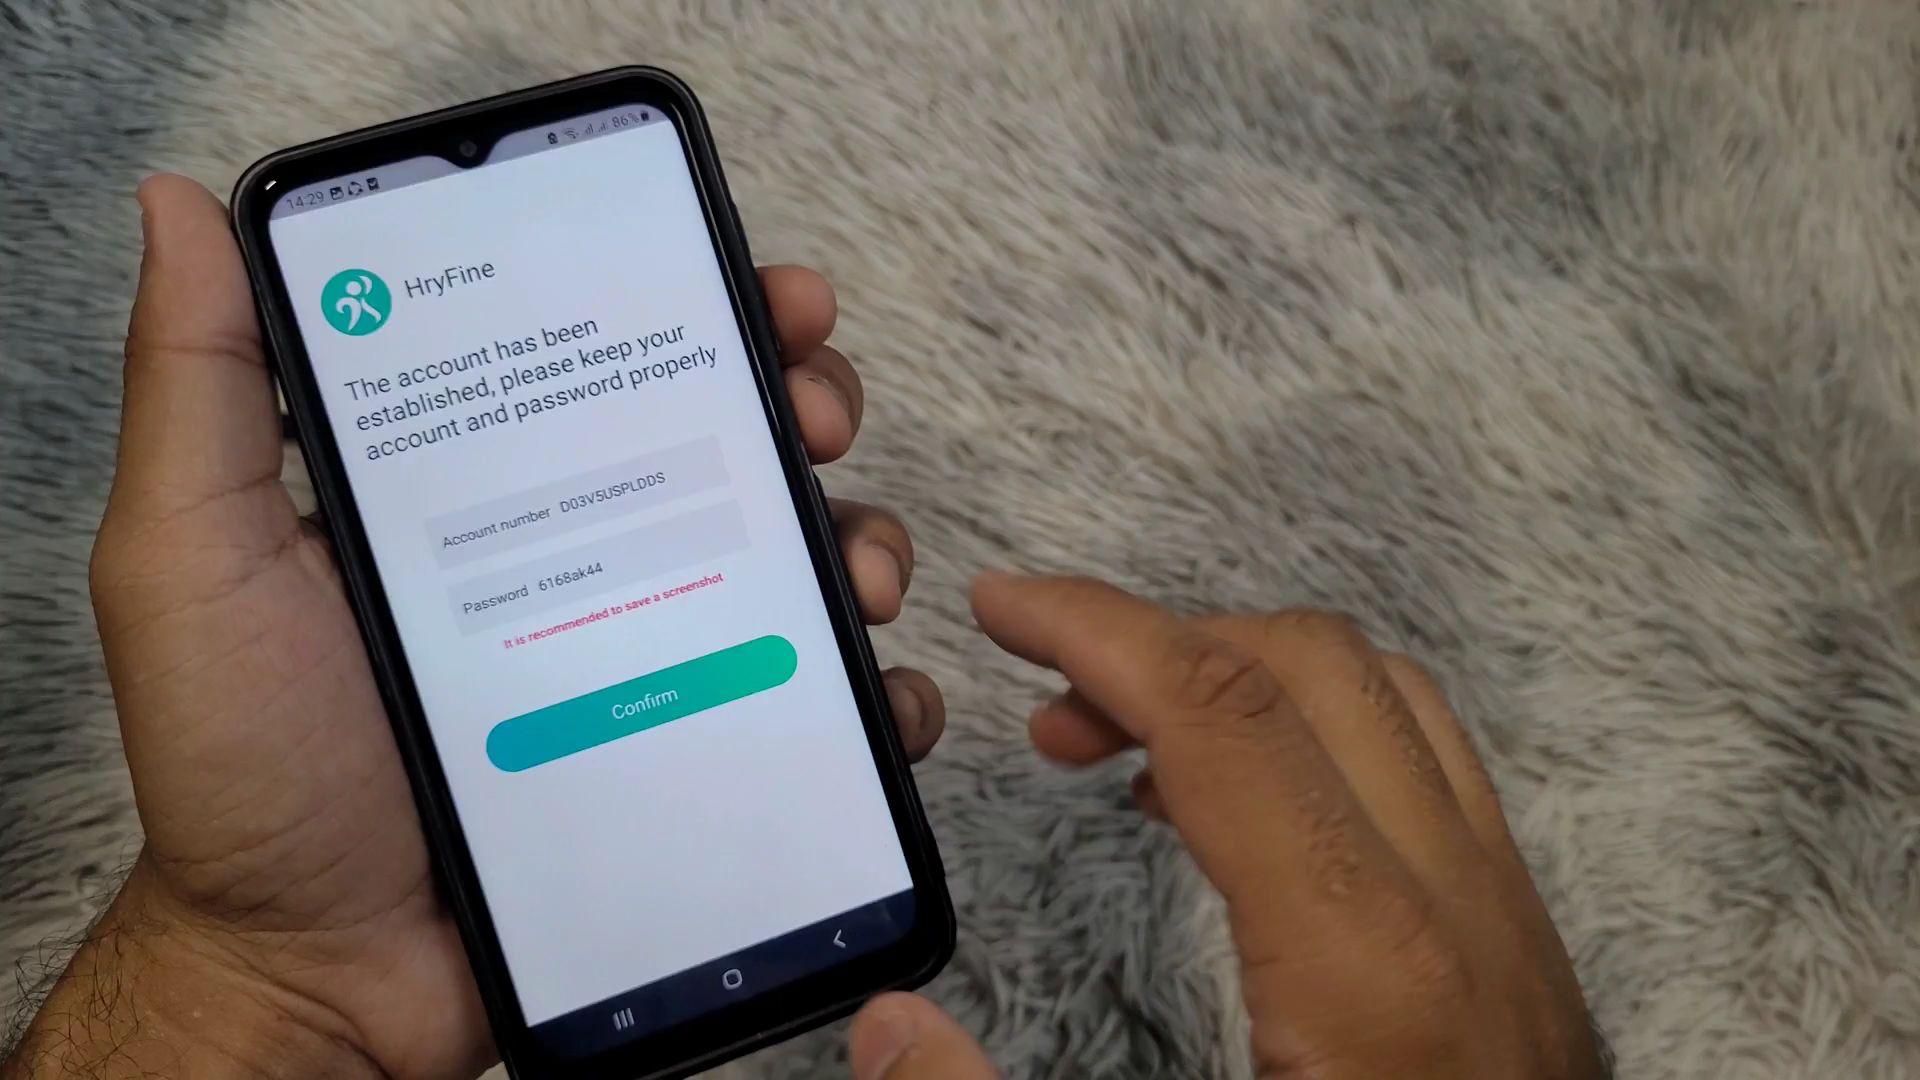 14:29 86%
HryFine
The account has been
established, please keep your
account and password properly
Account number D03V5USPLDDS
Password 6168ak44
It is recommended to save a screenshot
Confirm